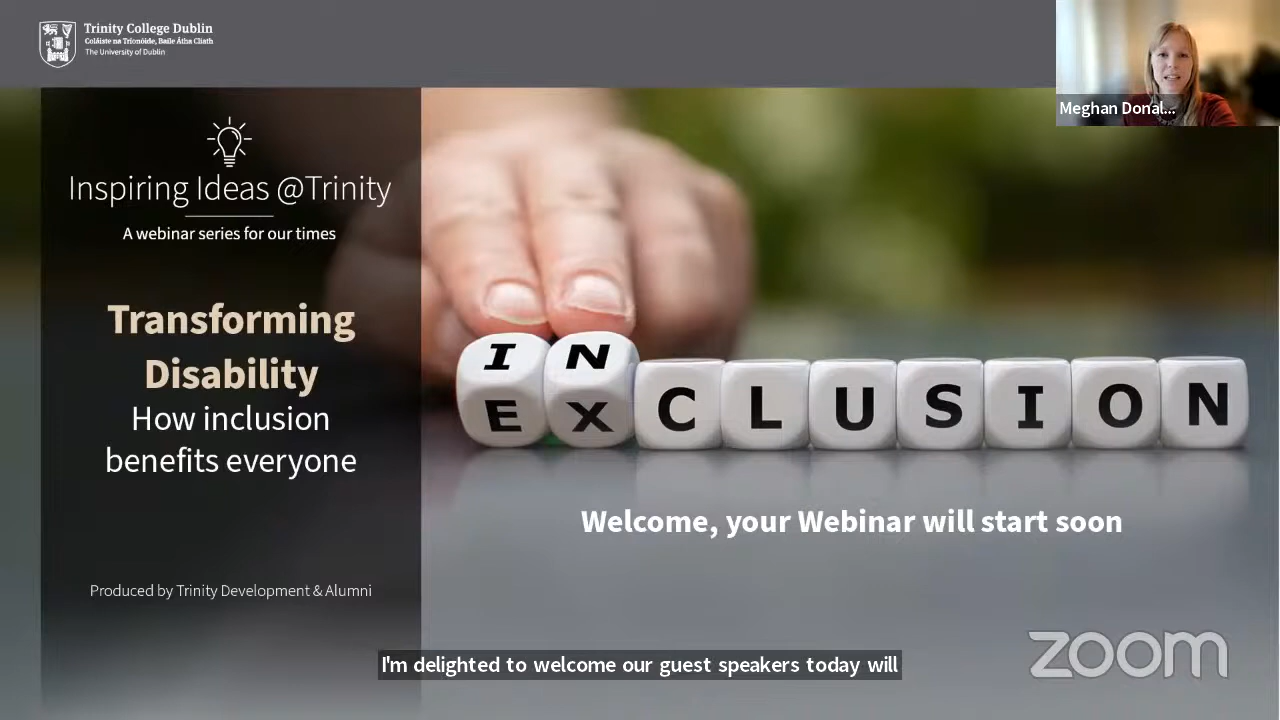 Trinity College Dublin
Coláiste na Tríonóide, Baile Átha Cliath
The University of Dublin
Meghan Donal...
Inspiring Ideas @Trinity
A webinar series for our times
Transforming
Disability
How inclusion
benefits everyone
IN
EXCLUSION
Welcome, your Webinar will start soon
Produced by Trinity Development & Alumni
zoom
I'm delighted to welcome our guest speakers today will